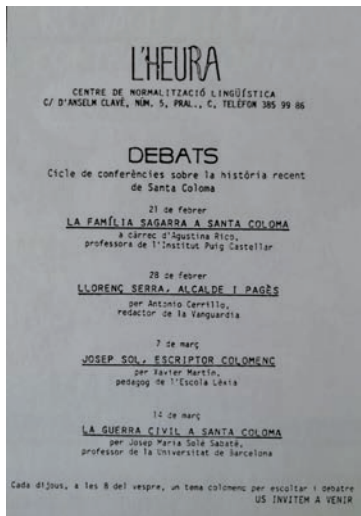 L'HEURA
CENTRE DE NORMALITZACIÓ LINGÜÍSTICA
C/ D'ANSELM CLAVÉ, NÚM. 5, PRAL., C, TELÉFON 385 99 86
DEBATS
Cicle de conferències sobre la història recent
de Santa Coloma
21 de febrer
LA FAMÍLIA SAGARRA A SANTA COLOMA
a càrrec d'Agustina Rico,
professora de l'Institut Puig Castellar
28 de febrer
LLORENÇ SERRA, ALCALDE I PAGÈS
per Antonio Cerrillo,
redactor de la Vanguardia
7 de març
JOSEP SOL, ESCRIPTOR COLOMENC
per Xavier Martín,
pedagog de l'Escola Lèxia
14 de març
LA GUERRA CIVIL A SANTA COLOMA
per Josep Maria Solé Sabaté,
professor de la Universitat de Barcelona
Cada dijous, a les 8 del vespre, un tema colomenc per escoltar i debatre
US INVITEM A VENIR